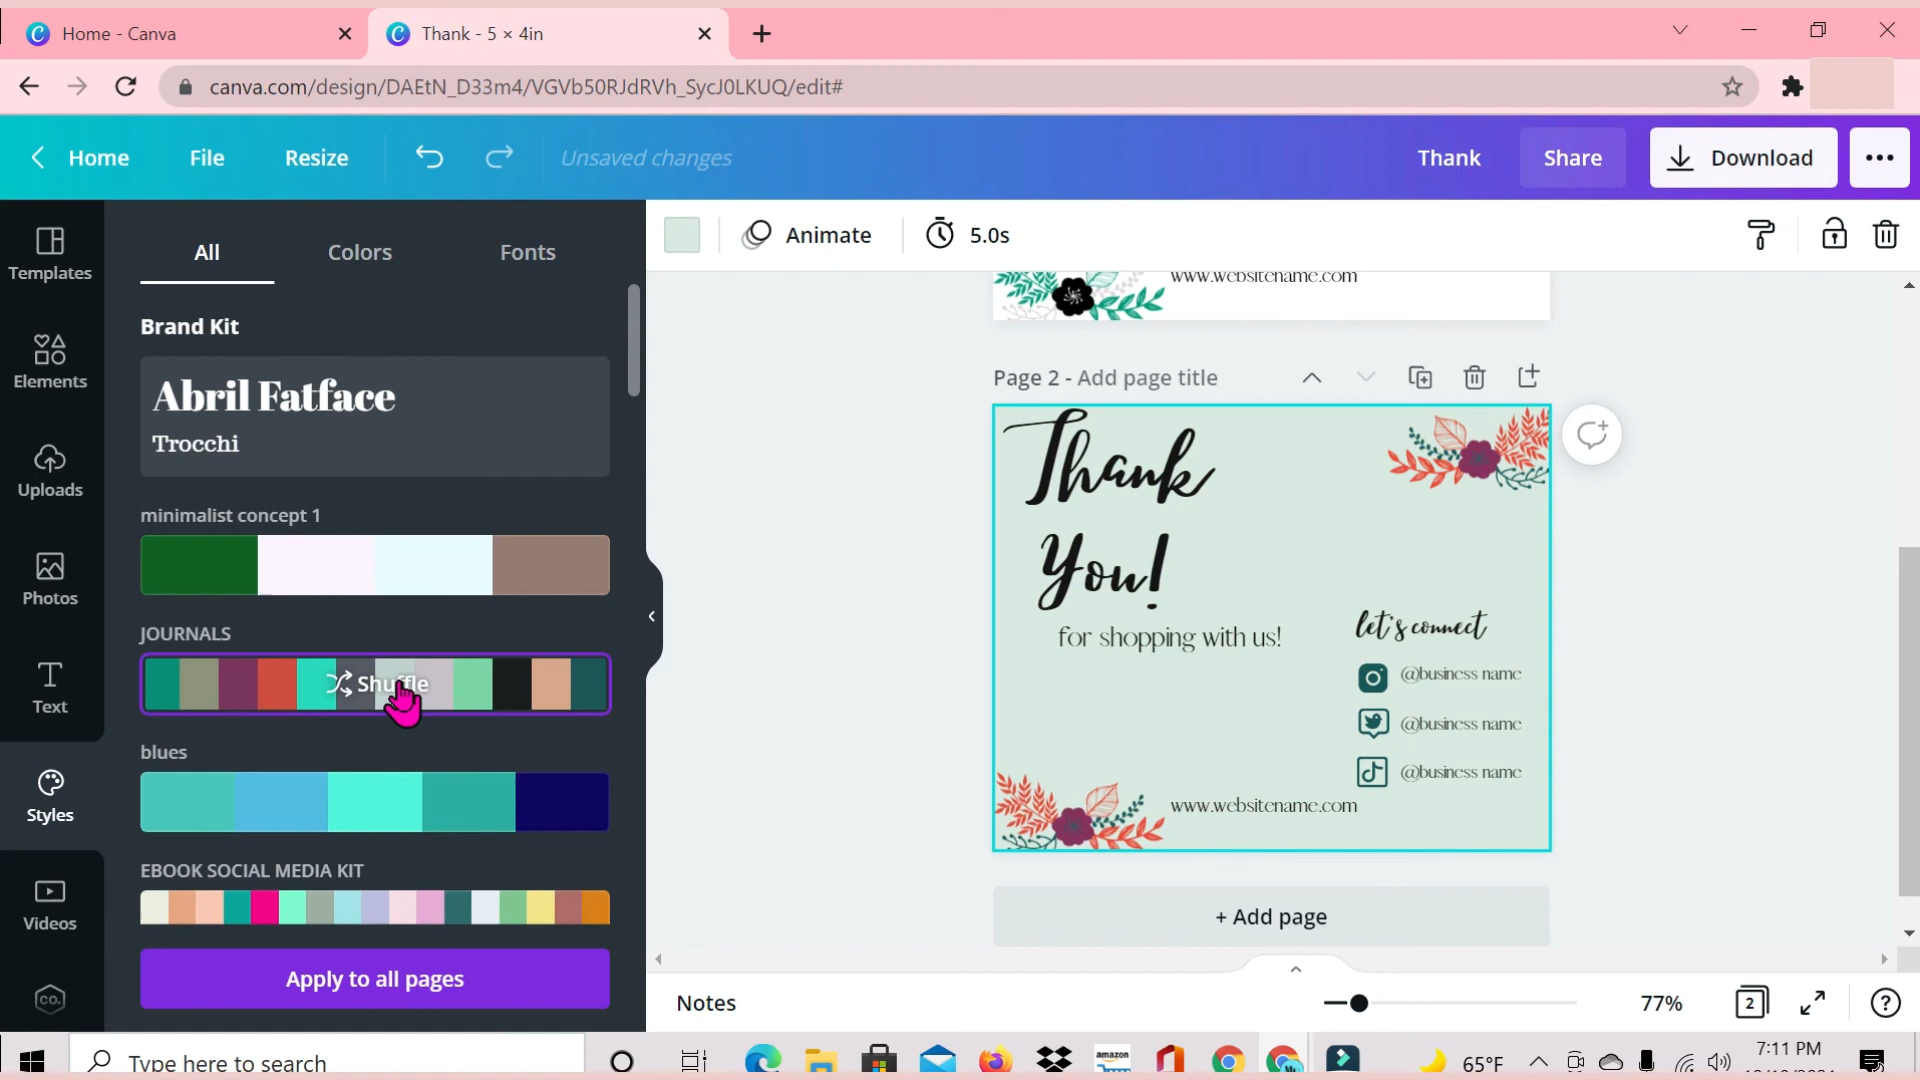 Home - Canva
Thank - 5 × 4in
canva.com/design/DAEtN_D33m4/VGVb50RJdRVh_SycJ0LKUQ/edit#
Home File Resize Unsaved changes Thank Share Download
Templates
Elements
Uploads
Photos
Text
Styles
Videos
co.
All Colors Fonts
Brand Kit
Abril Fatface
Trocchi
minimalist concept 1
JOURNALS
Shuffle
blues
EBOOK SOCIAL MEDIA KIT
Apply to all pages
Animate 5.0s
www.websitename.com
Page 2 - Add page title
Thank
You!
for shopping with us!
let's connect
@business name
@business name
@business name
www.websitename.com
+ Add page
Notes 77% 2
Type here to search
amazon
65°F
7:11 PM